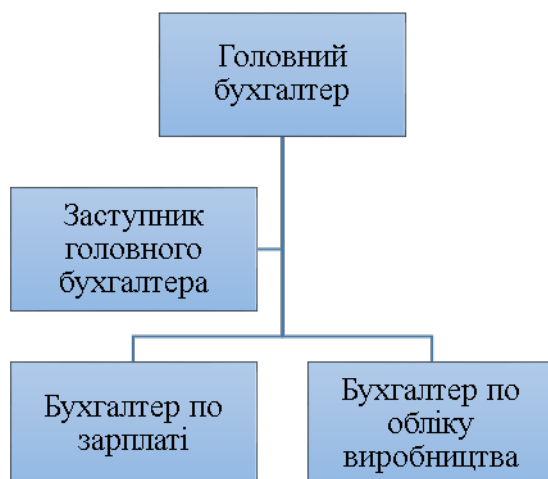 Головний
бухгалтер
Заступник
головного
бухгалтера
Бухгалтер по
зарплаті
Бухгалтер по
обліку
виробництва